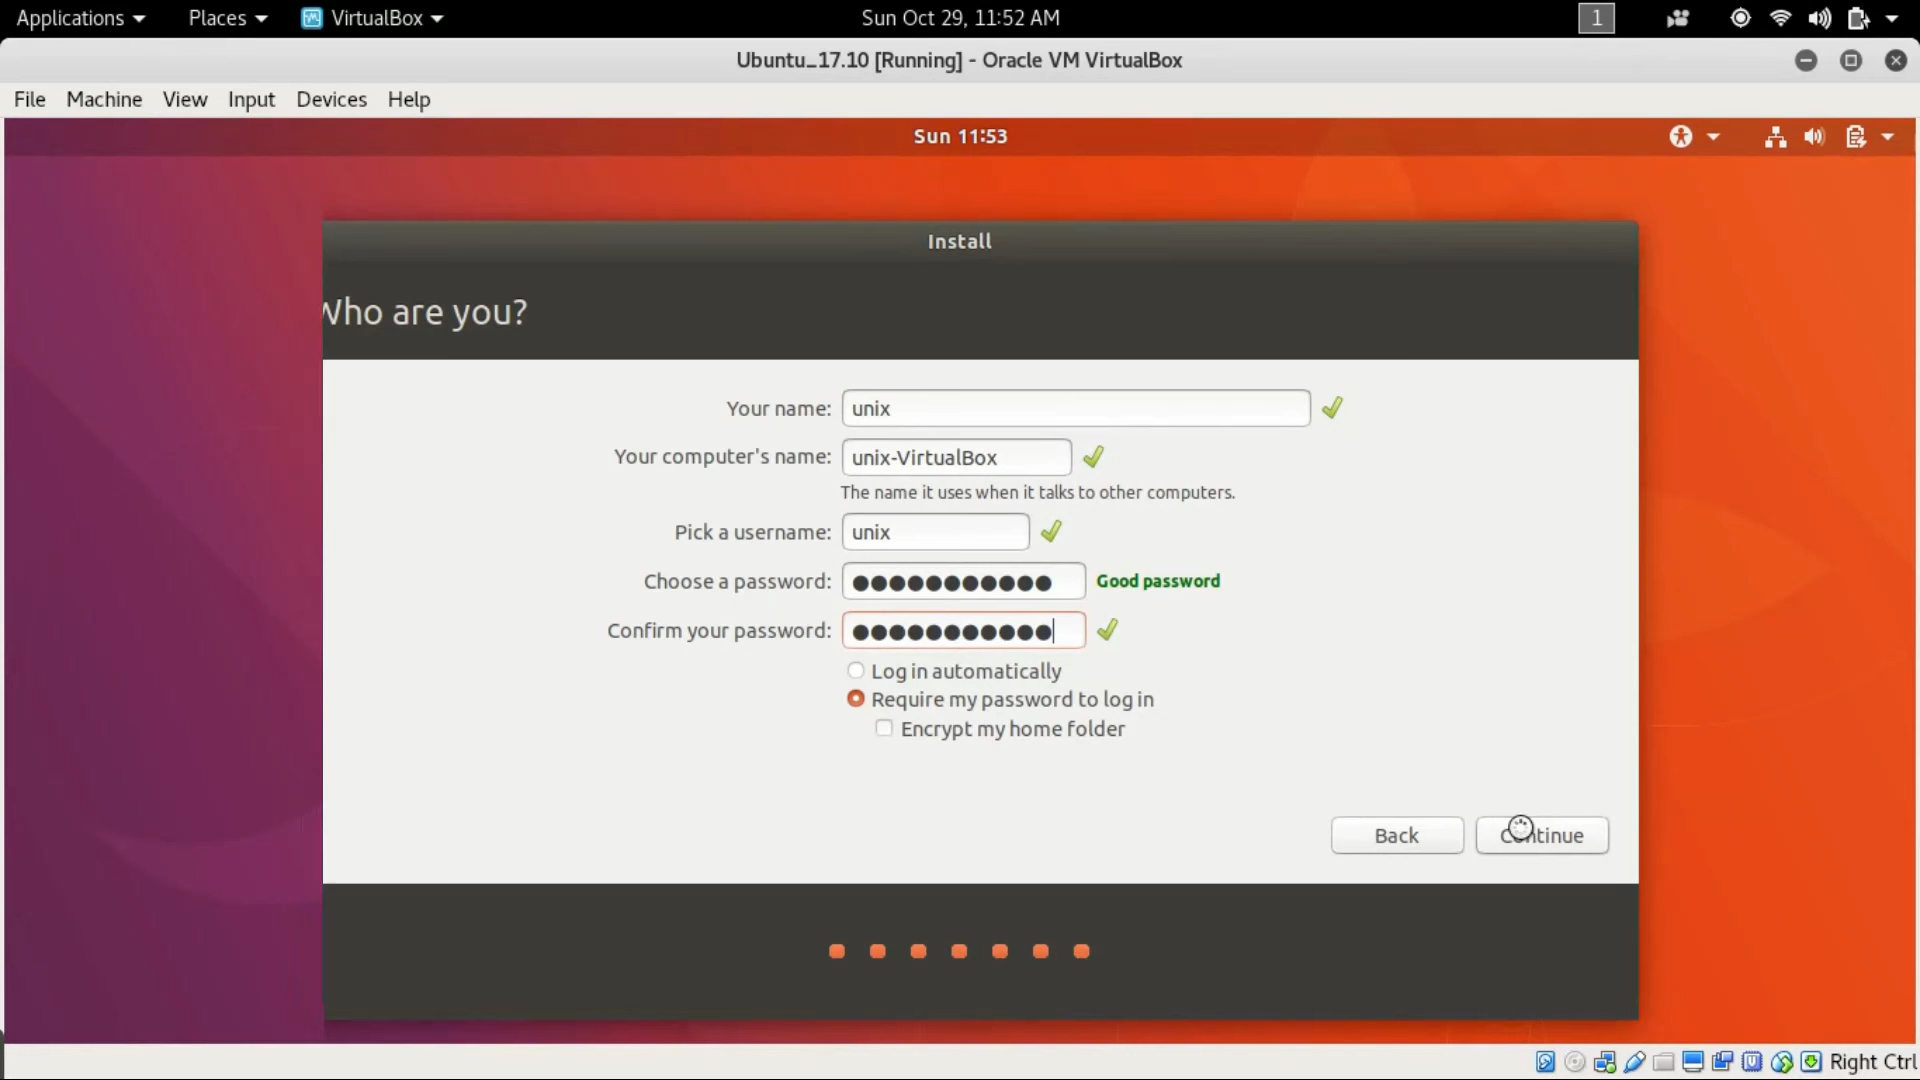 Applications Places VirtualBox Sun Oct 29, 11:52 AM 1
Ubuntu_17.10 [Running] - Oracle VM VirtualBox
File Machine View Input Devices Help
Sun 11:53
Install
Who are you?
Your name: unix
Your computer's name: unix-VirtualBox
The name it uses when it talks to other computers.
Pick a username: unix
Choose a password: ●●●●●●●●●●● Good password
Confirm your password: ●●●●●●●●●●●
Log in automatically
Require my password to log in
Encrypt my home folder
Back Continue
Right Ctrl